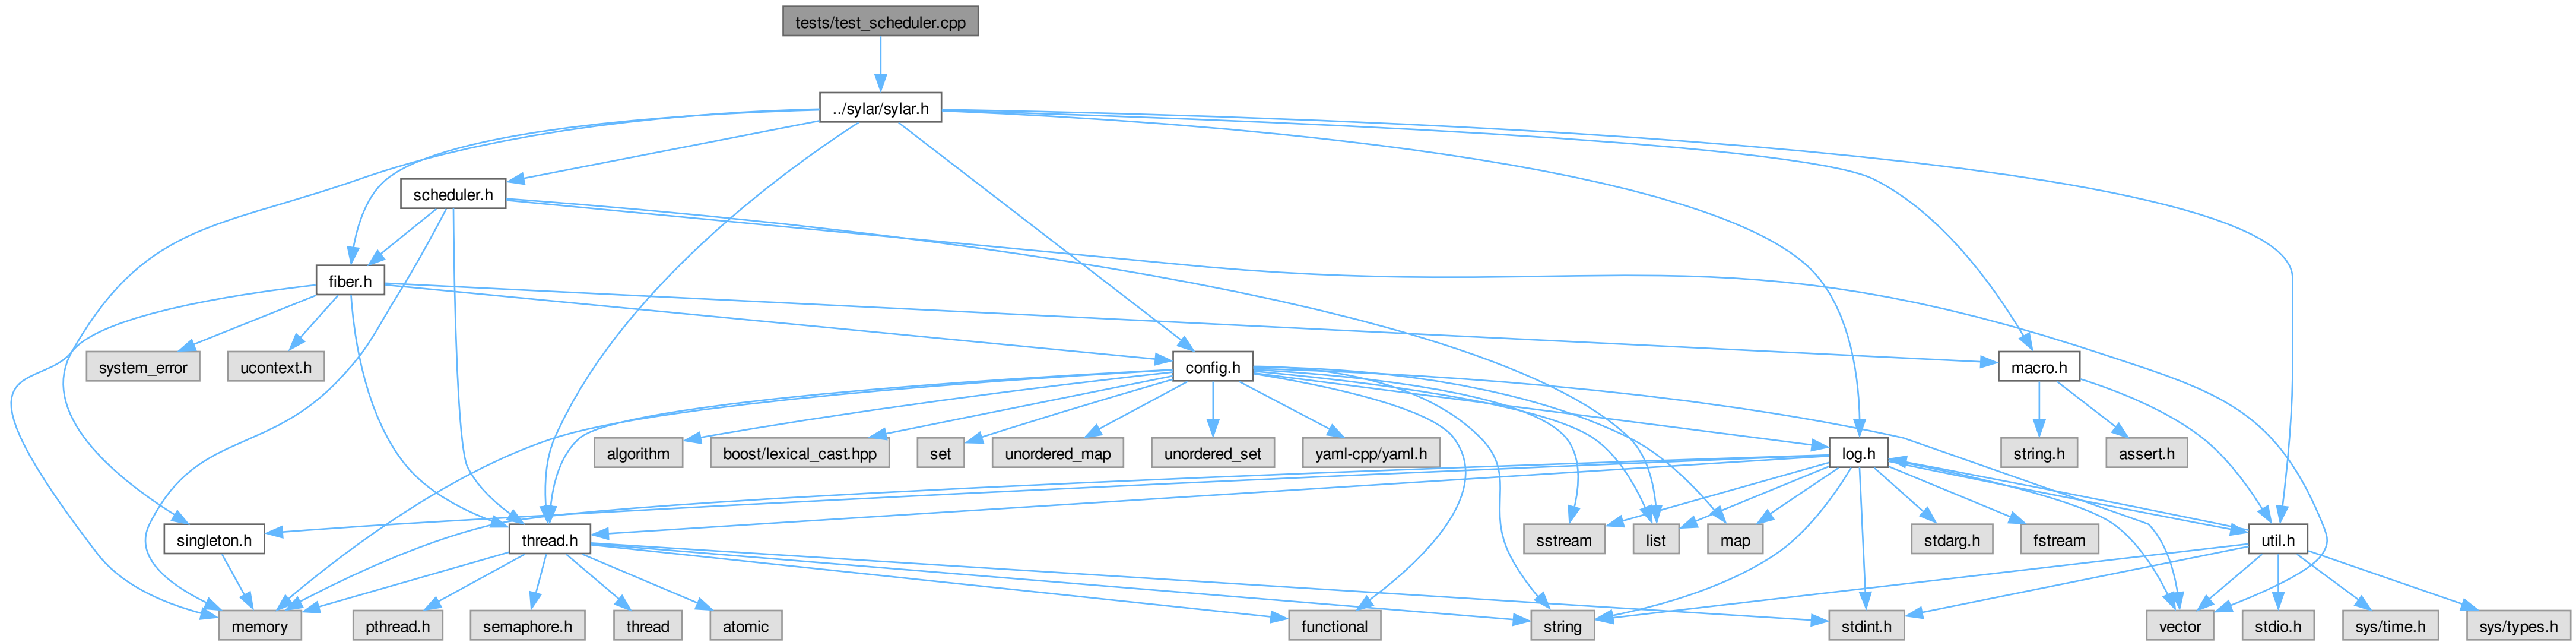 tests/test_scheduler.cpp
../sylar/sylar.h
scheduler.h
fiber.h
system_error
ucontext.h
config.h
macro.h
algorithm
boost/lexical_cast.hpp
set
unordered_map
unordered_set
yaml-cpp/yaml.h
log.h
string.h
assert.h
singleton.h
thread.h
sstream
list
map
stdarg.h
fstream
util.h
memory
pthread.h
semaphore.h
thread
atomic
functional
string
stdint.h
vector
stdio.h
sys/time.h
sys/types.h